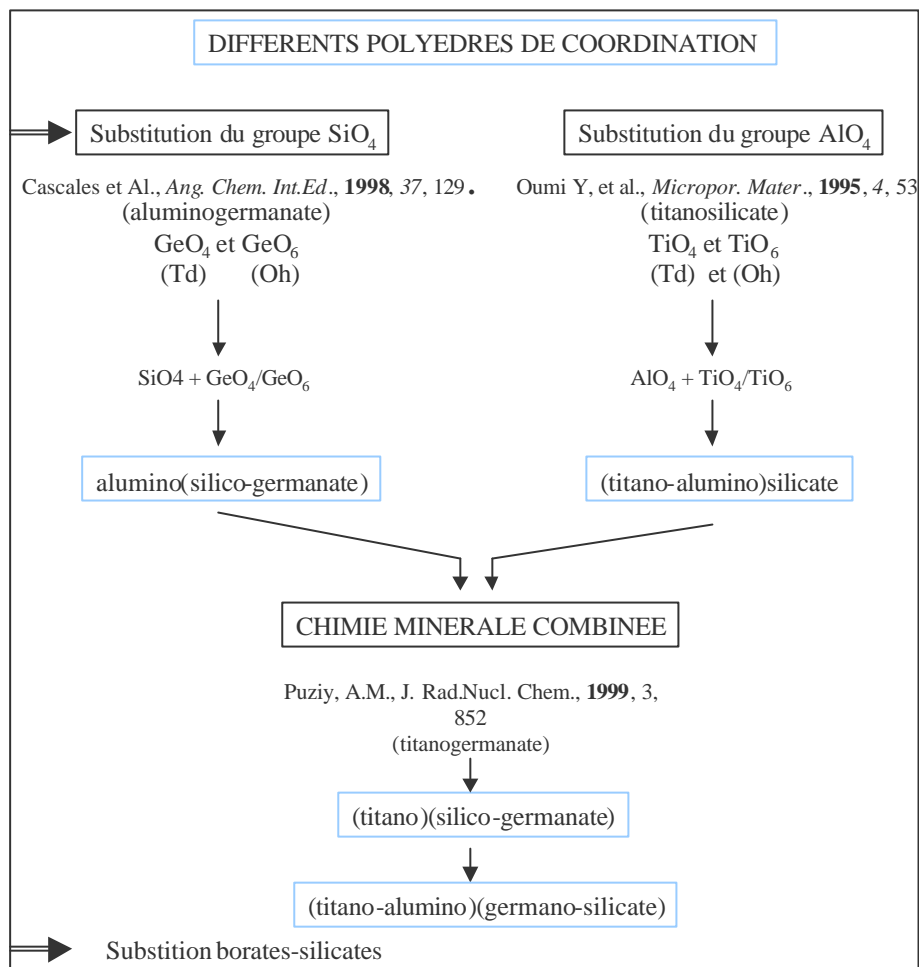 DIFFERENTS POLYEDRES DE COORDINATION
Substitution du groupe SiO₄
Cascales et Al., Ang. Chem. Int.Ed., 1998, 37, 129.
(aluminogermanate)
GeO₄ et GeO₆
(Td) (Oh)
SiO4 + GeO₄/GeO₆
alumino(silico-germanate)
Substitution du groupe AlO₄
Oumi Y, et al., Micropor. Mater., 1995, 4, 53
(titanosilicate)
TiO₄ et TiO₆
(Td) et (Oh)
AlO₄ + TiO₄/TiO₆
(titano-alumino)silicate
CHIMIE MINERALE COMBINEE
Puziy, A.M., J. Rad.Nucl. Chem., 1999, 3,
852
(titanogermanate)
(titano)(silico-germanate)
(titano-alumino)(germano-silicate)
Substition borates-silicates